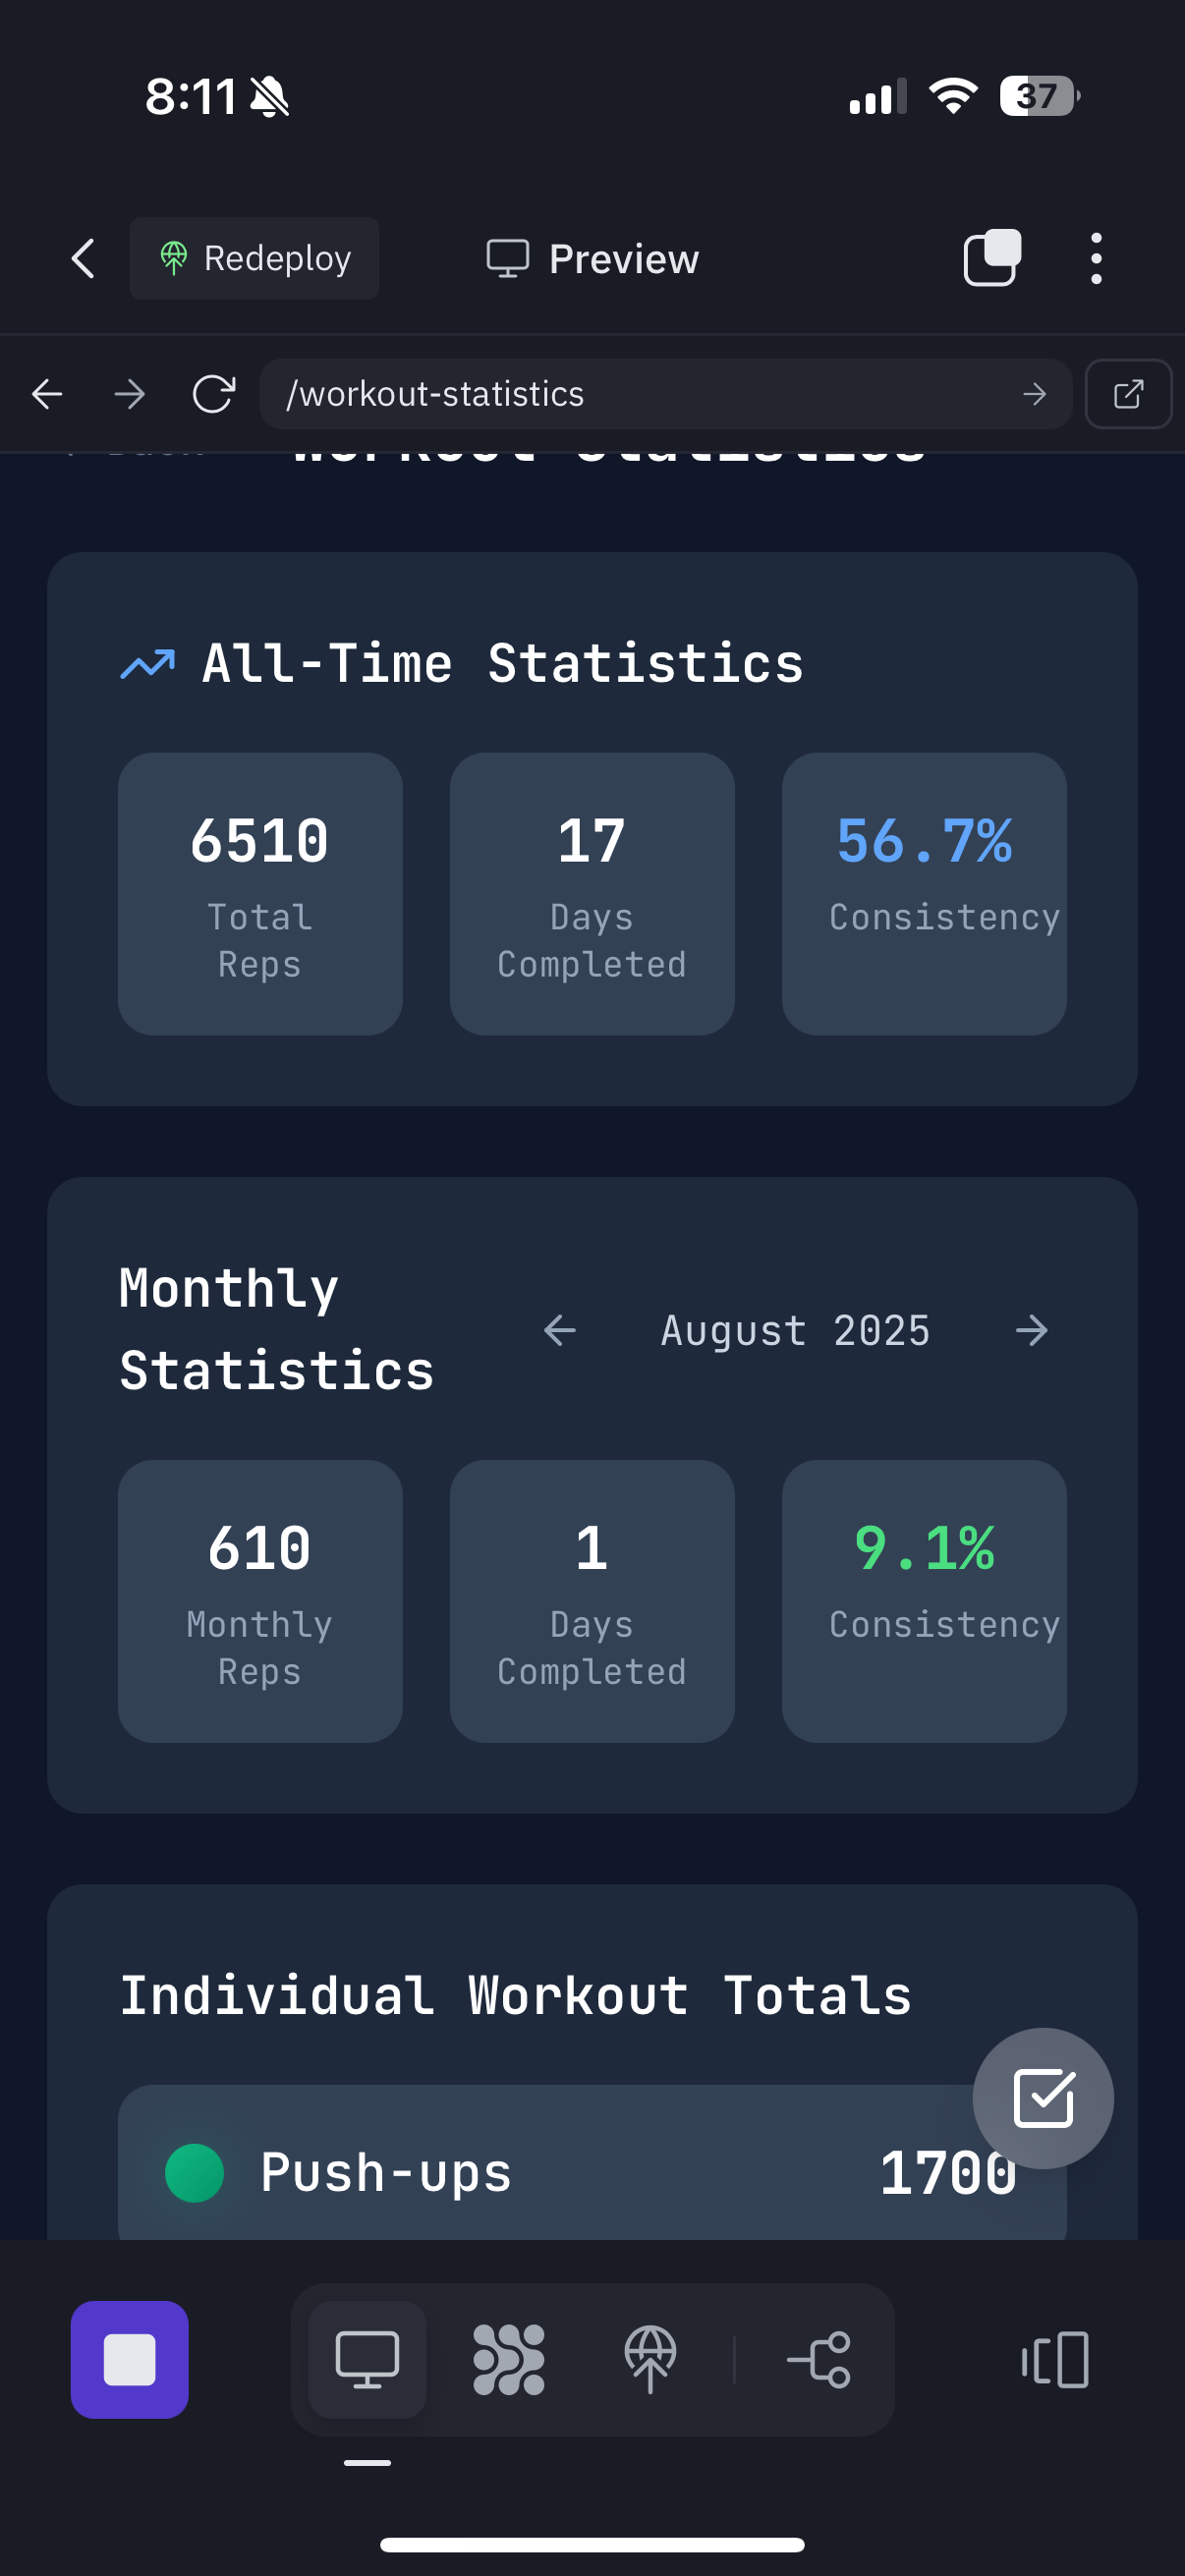 8:11
37
Redeploy
Preview
/workout-statistics
Workout Statistics
All-Time Statistics
6510
Total
Reps
17
Days
Completed
56.7%
Consistency
Monthly
Statistics
August 2025
610
Monthly
Reps
1
Days
Completed
9.1%
Consistency
Individual Workout Totals
Push-ups
1700